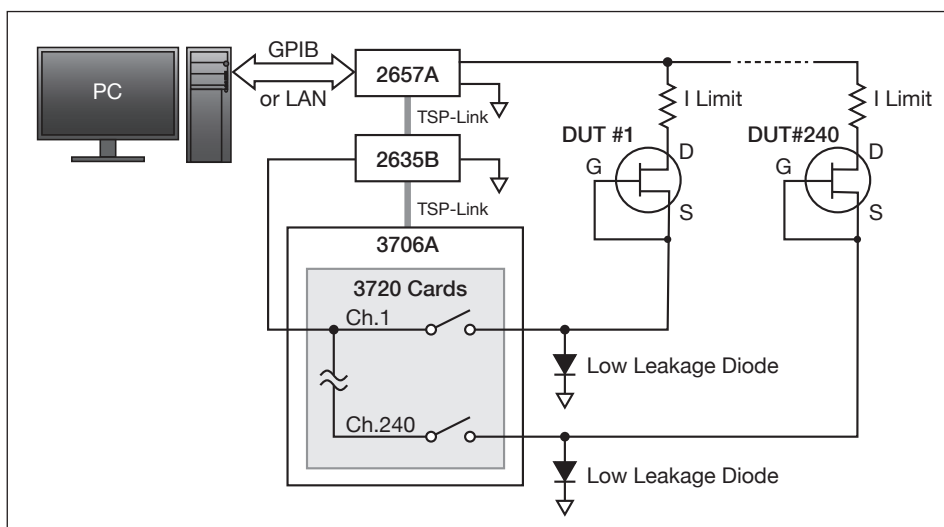 PC
GPIB
or LAN
2657A
TSP-Link
2635B
TSP-Link
3706A
3720 Cards
Ch.1
Ch.240
I Limit
DUT #1
G
D
S
I Limit
DUT#240
G
D
S
Low Leakage Diode
Low Leakage Diode